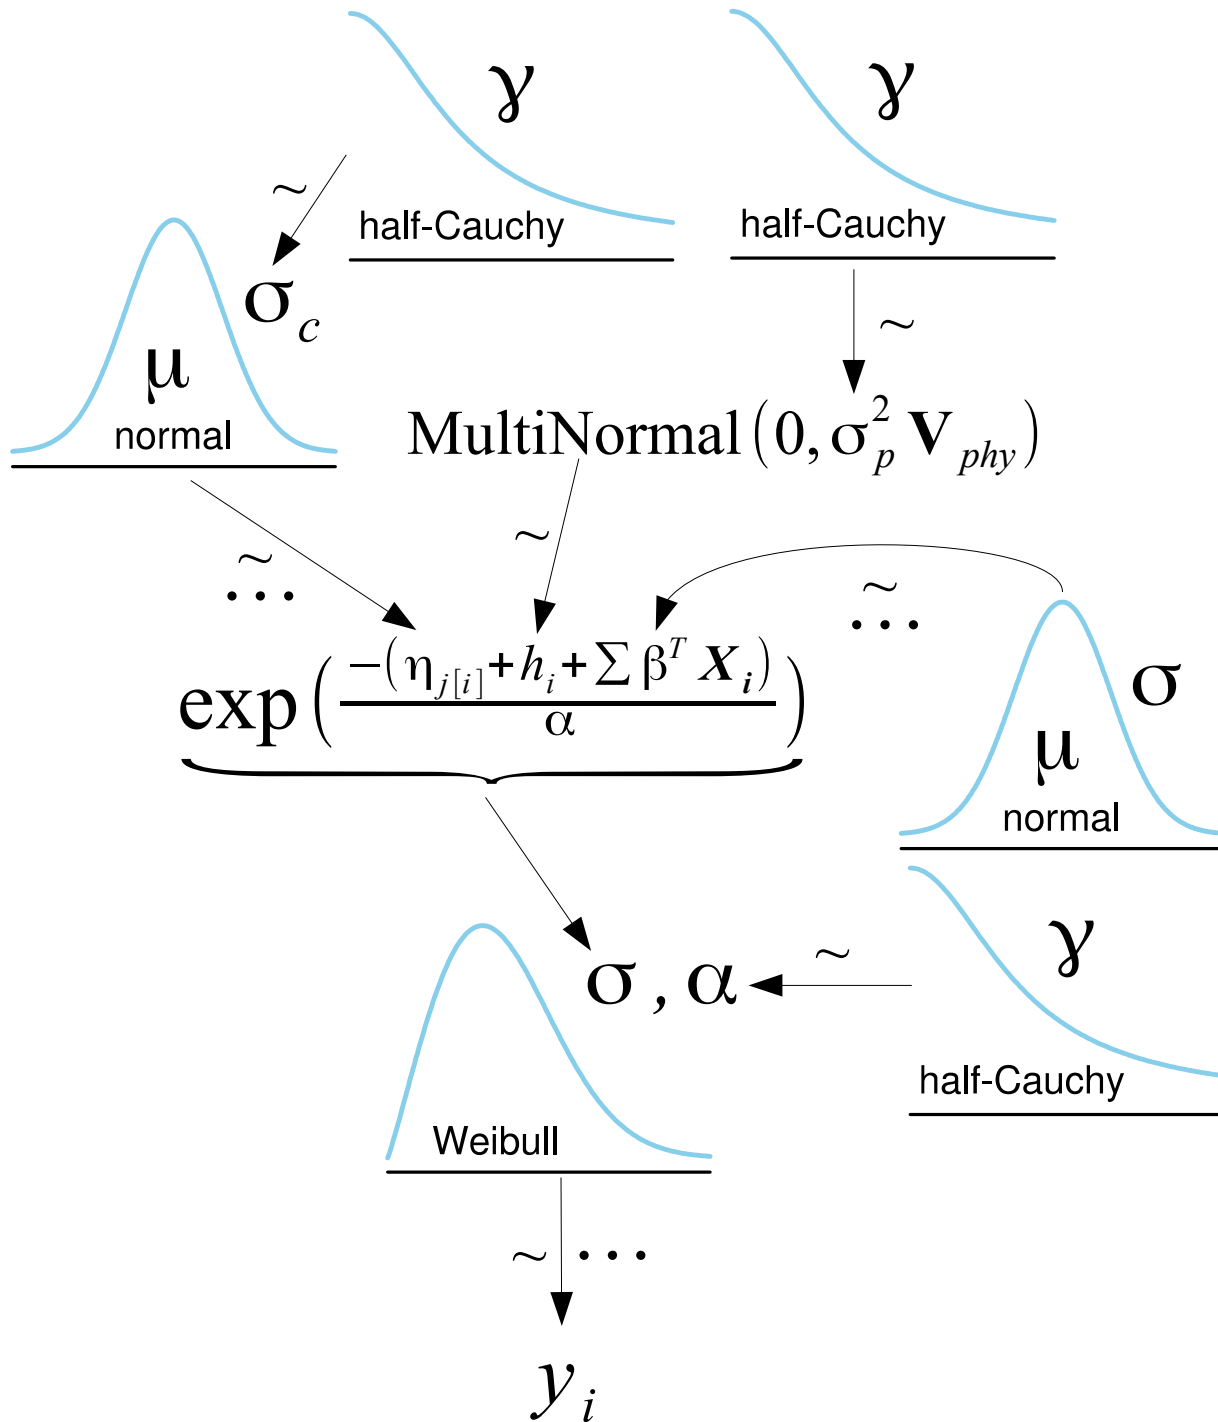 γ γ
~
half-Cauchy half-Cauchy
σ_c
~
μ
normal
MultiNormal(0, σ_p^2 V_phy)
~
~
...
~
...
exp(−(η_j[i] + h_i + ∑ β^T X_i) / α)
σ
μ
normal
γ
~
σ , α
half-Cauchy
Weibull
~ ...
y_i